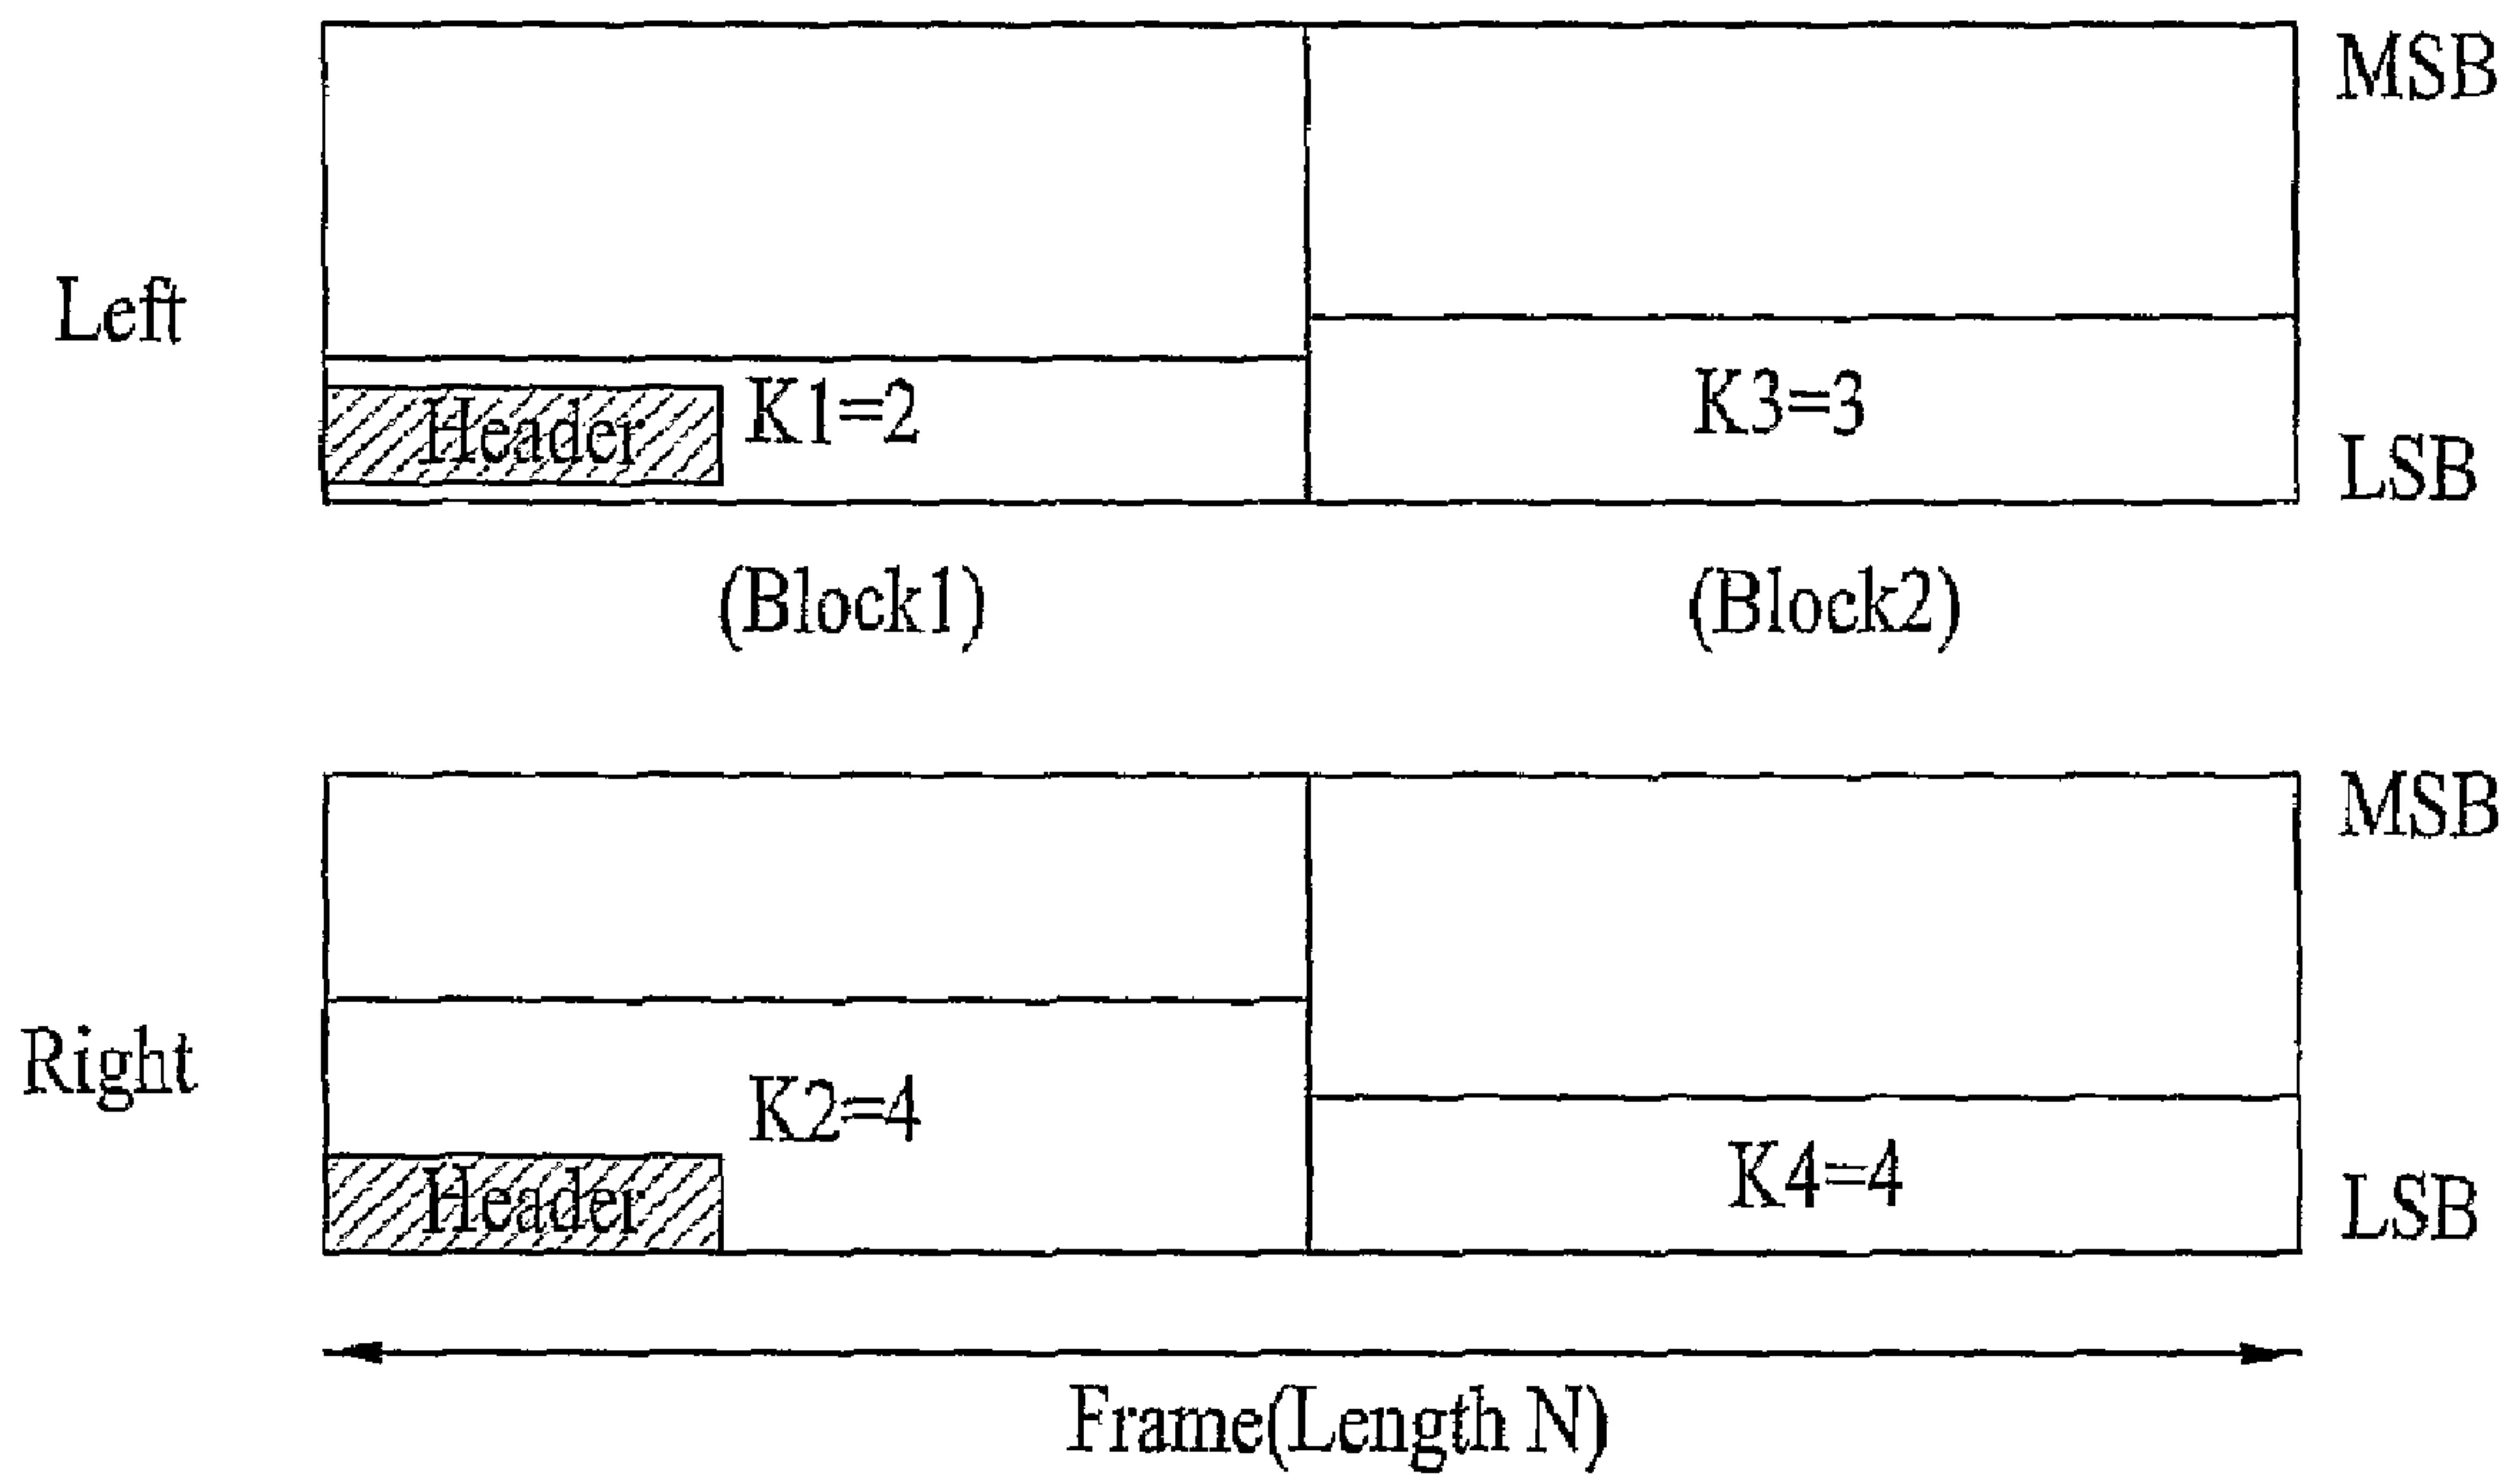 MSB
Left
Header K1=2
K3=3
LSB
(Block1)
(Block2)
MSB
Right
K2=4
Header
K4=4
LSB
Frame(Length N)